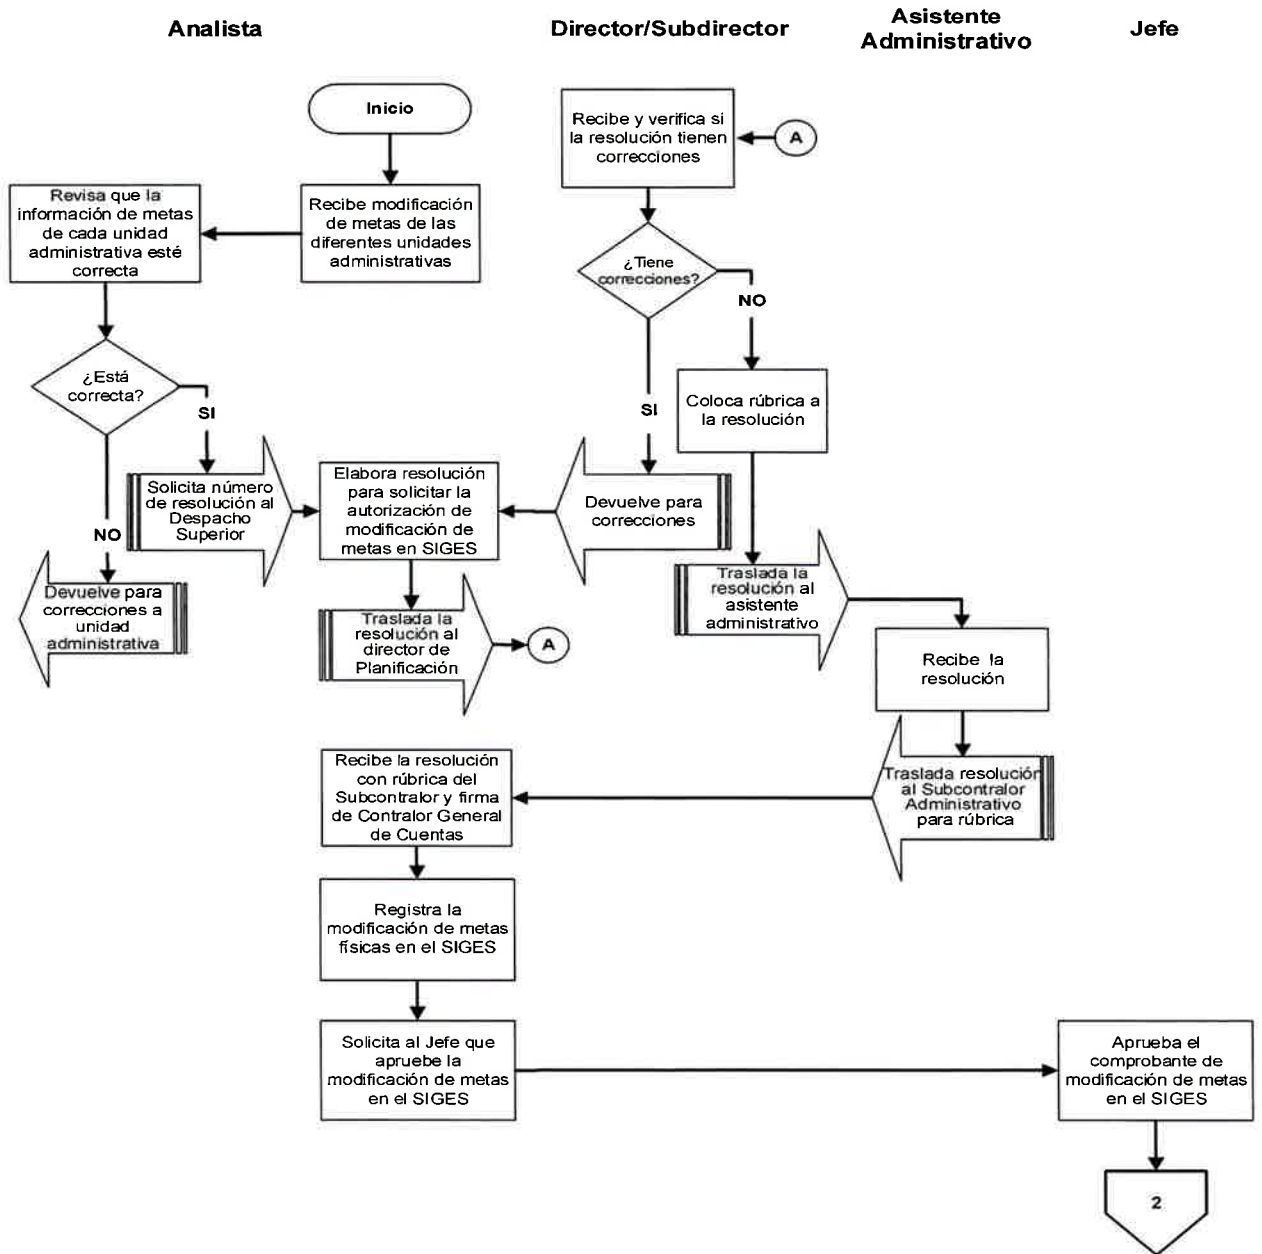 Analista
Director/Subdirector
Asistente
Administrativo
Jefe
Inicio
Recibe modificación
de metas de las
diferentes unidades
administrativas
Revisa que la
información de metas
de cada unidad
administrativa esté
correcta
¿Está
correcta?
SI
NO
Solicita número
de resolución al
Despacho
Superior
Devuelve para
correcciones a
unidad
administrativa
Elabora resolución
para solicitar la
autorización de
modificación de
metas en SIGES
Traslada la
resolución al
director de
Planificación
A
Recibe y verifica si
la resolución tienen
correcciones
A
¿Tiene
correcciones?
NO
SI
Coloca rúbrica a
la resolución
Devuelve para
correcciones
Traslada la
resolución al
asistente
administrativo
Recibe la
resolución
Traslada resolución
al Subcontralor
Administrativo
para rúbrica
Recibe la resolución
con rúbrica del
Subcontralor y firma
de Contralor General
de Cuentas
Registra la
modificación de metas
físicas en el SIGES
Solicita al Jefe que
apruebe la
modificación de metas
en el SIGES
Aprueba el
comprobante de
modificación de metas
en el SIGES
2